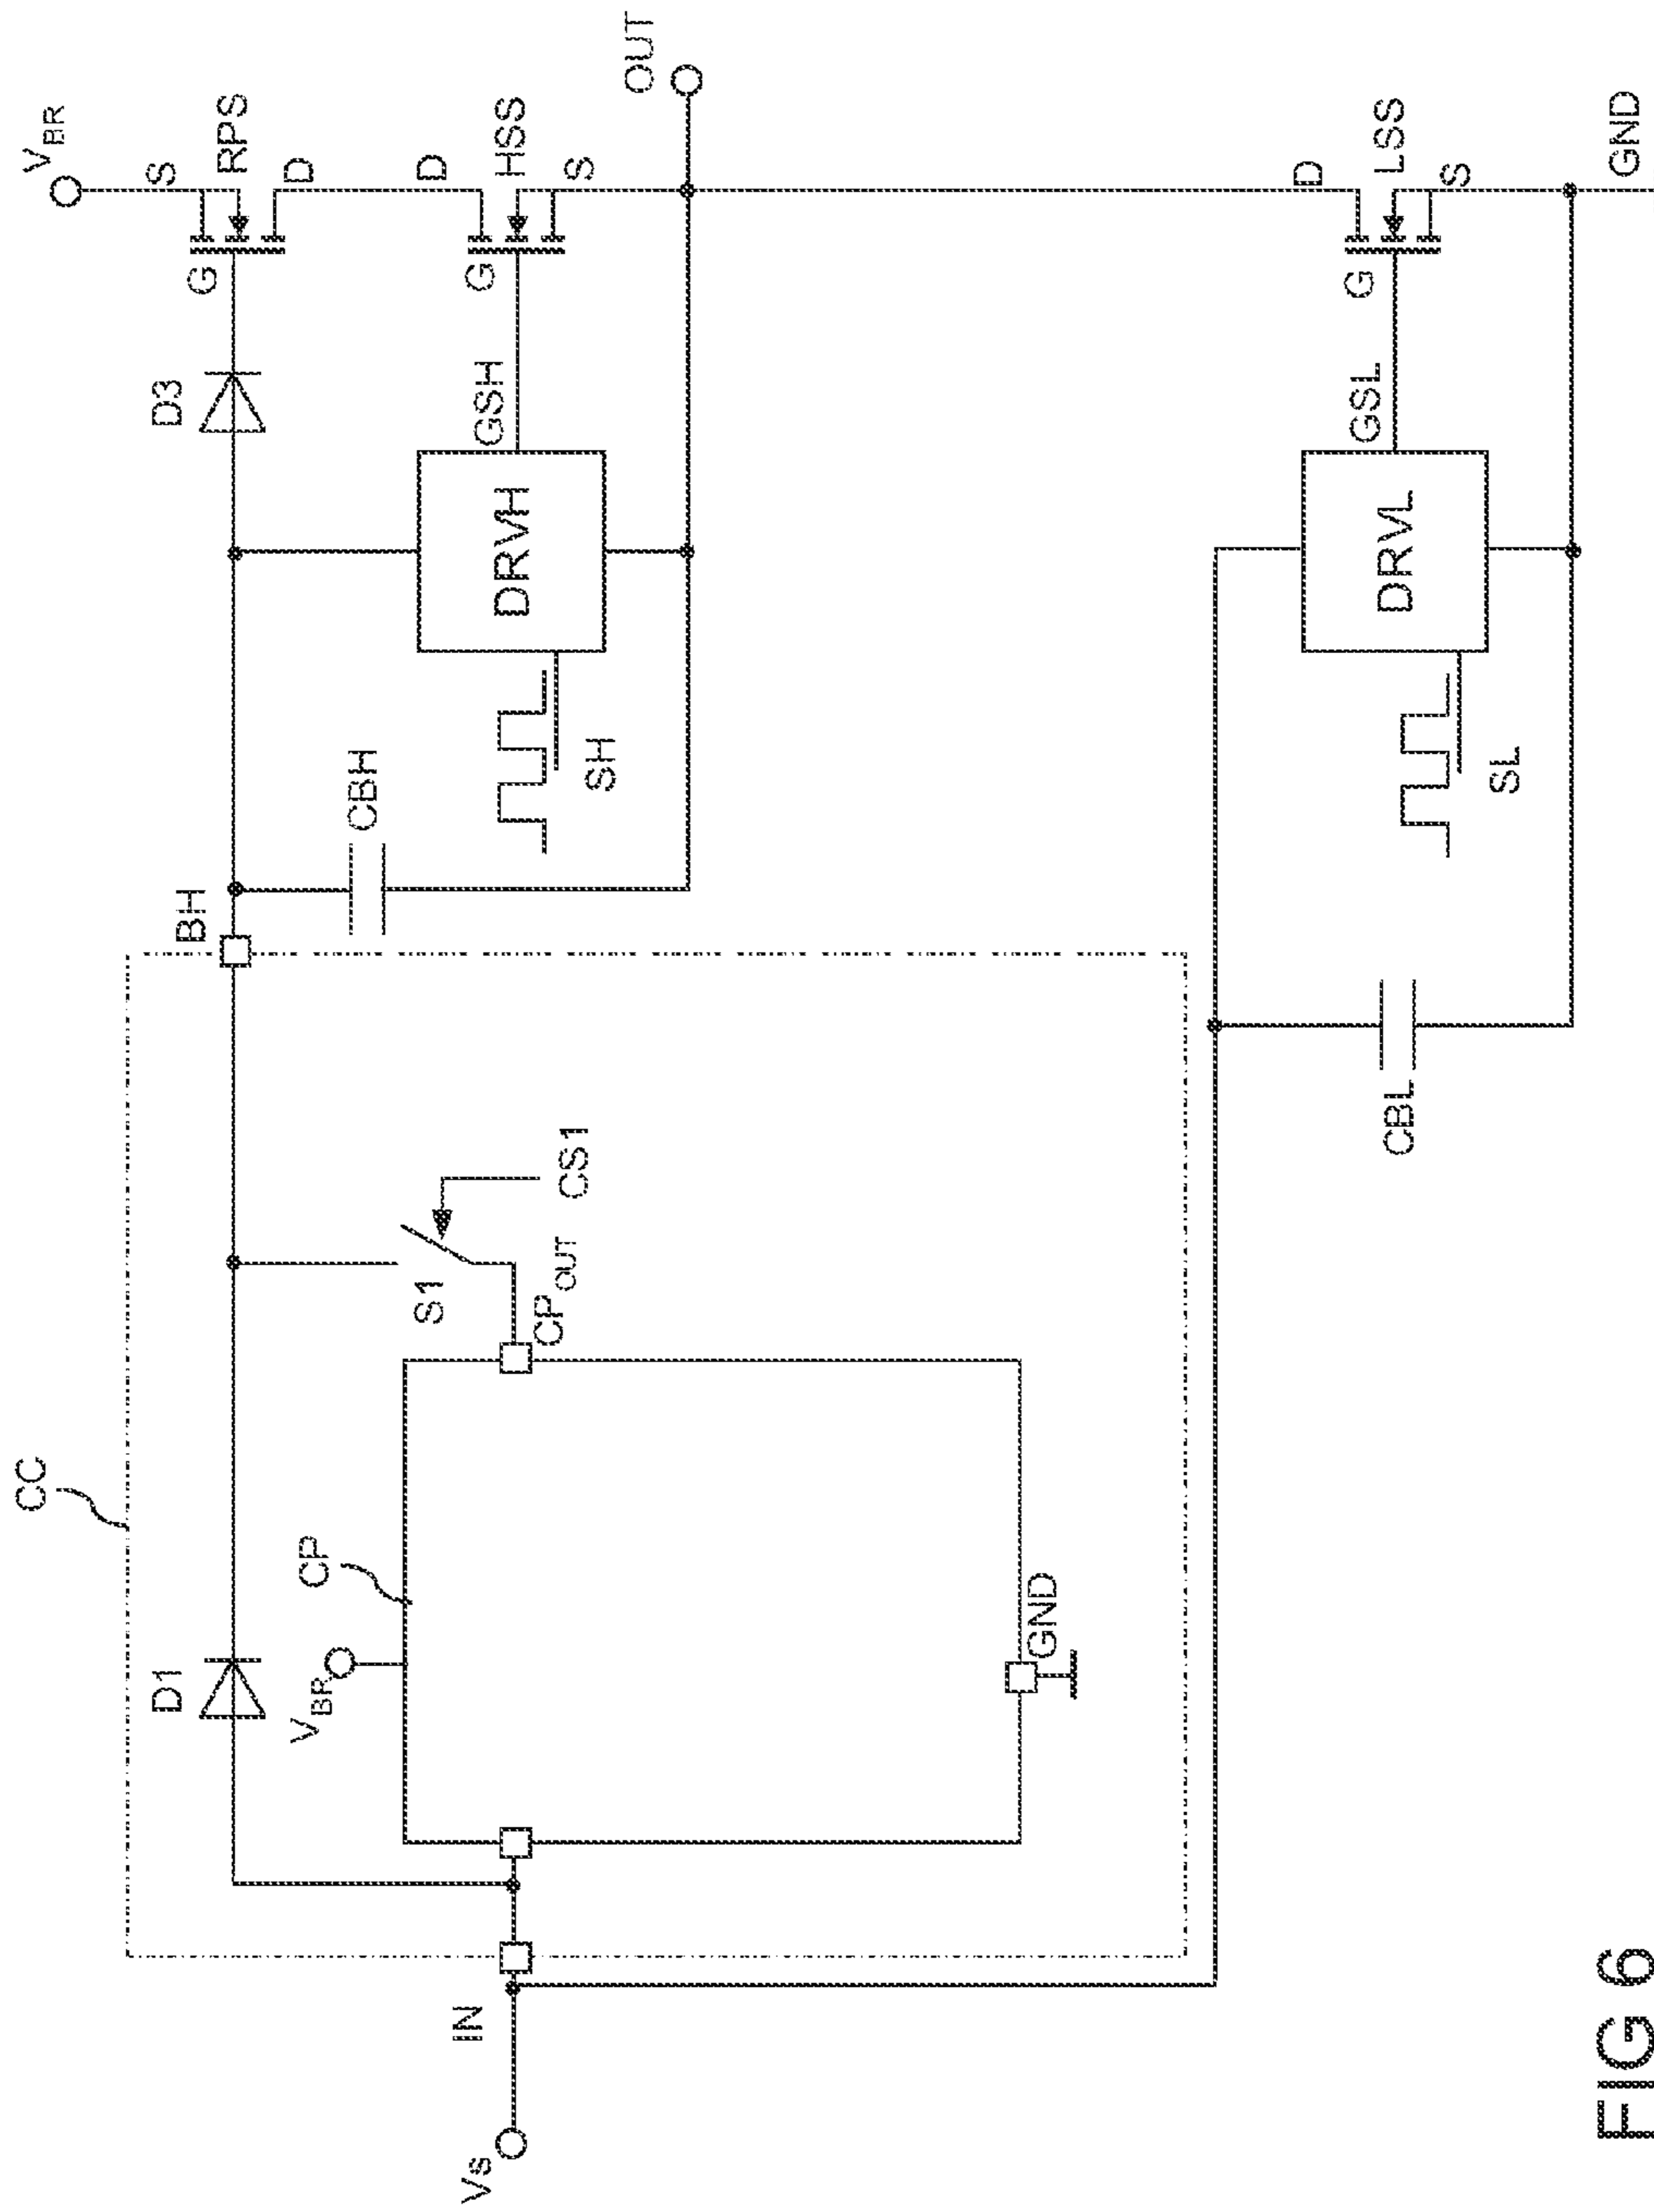 V_BR
S
RPS
D
G
D3
D
HSS
S
G
GSH
OUT
DRVH
SH
CBH
BH
CC
D1
CP
V_BR
S1
CS1
CP_OUT
GND
IN
Vs
D
LSS
S
G
GSL
DRVL
SL
CBL
GND
FIG 6